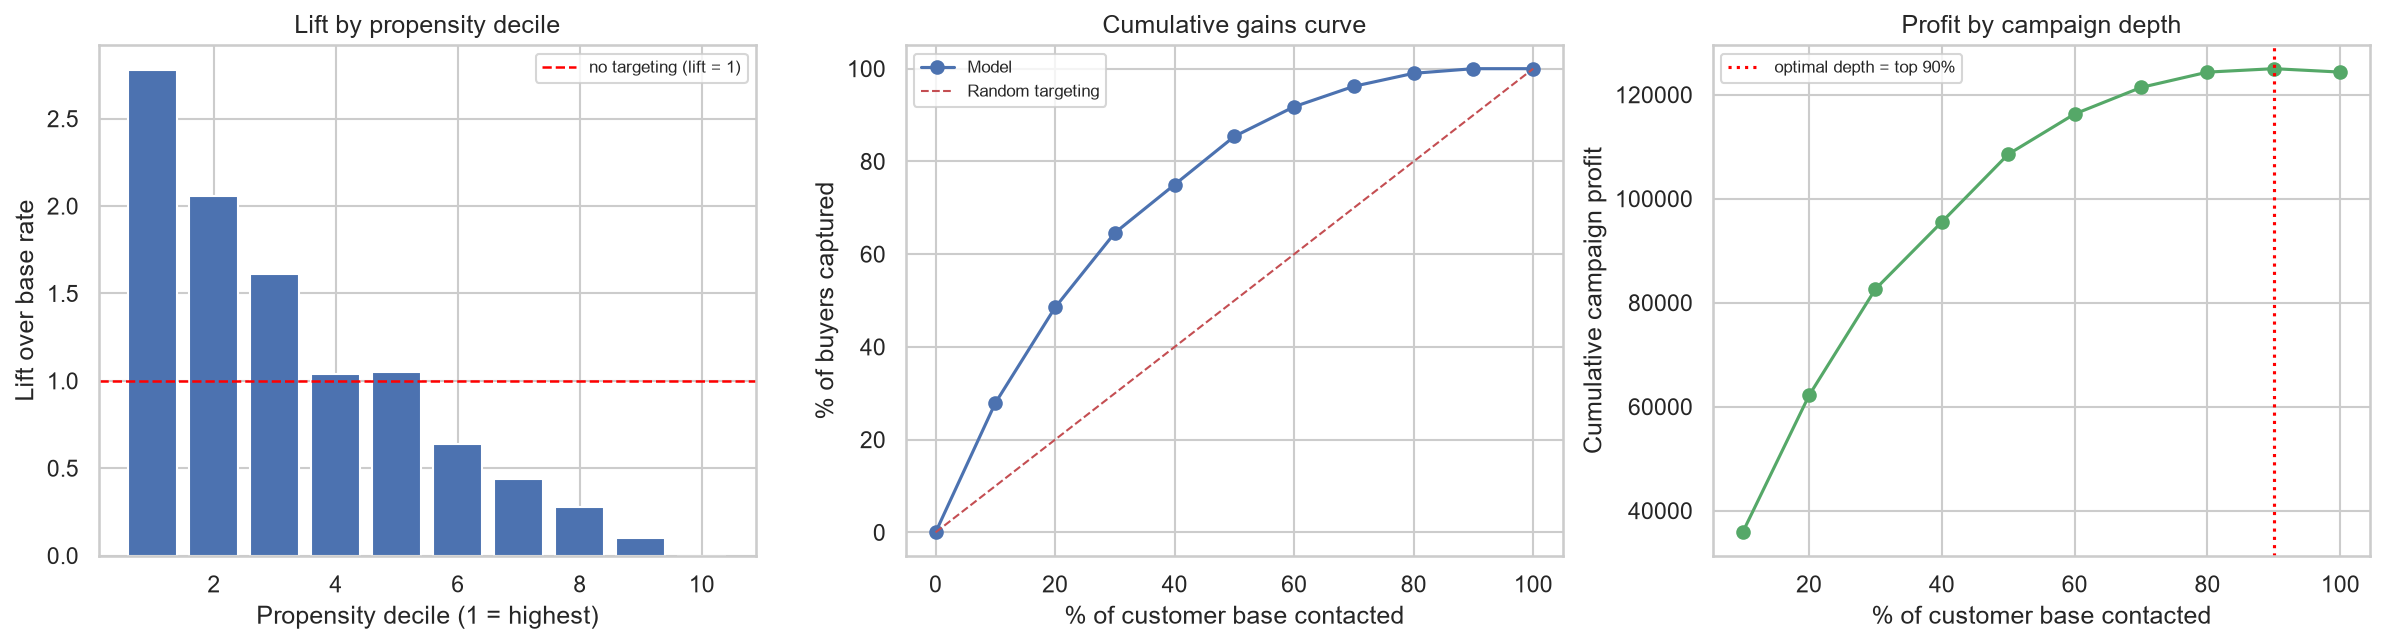 Lift by propensity decile
no targeting (lift = 1)
Lift over base rate
2.5
2.0
1.5
1.0
0.5
0.0
2 4 6 8 10
Propensity decile (1 = highest)
Cumulative gains curve
Model
Random targeting
% of buyers captured
100
80
60
40
20
0
0 20 40 60 80 100
% of customer base contacted
Profit by campaign depth
optimal depth = top 90%
Cumulative campaign profit
120000
100000
80000
60000
40000
20 40 60 80 100
% of customer base contacted